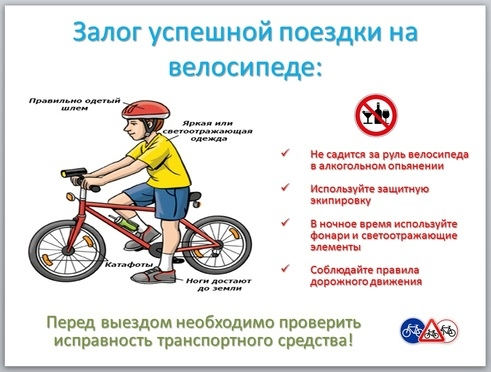 Залог успешной поездки на
велосипеде:
Правильно одетый
шлем
Яркая или
светоотражающая
одежда
Катафоты
Ноги достают
до земли
Не садится за руль велосипеда
в алкогольном опьянении
Используйте защитную
экипировку
В ночное время используйте
фонари и светоотражающие
элементы
Соблюдайте правила
дорожного движения
Перед выездом необходимо проверить
исправность транспортного средства!